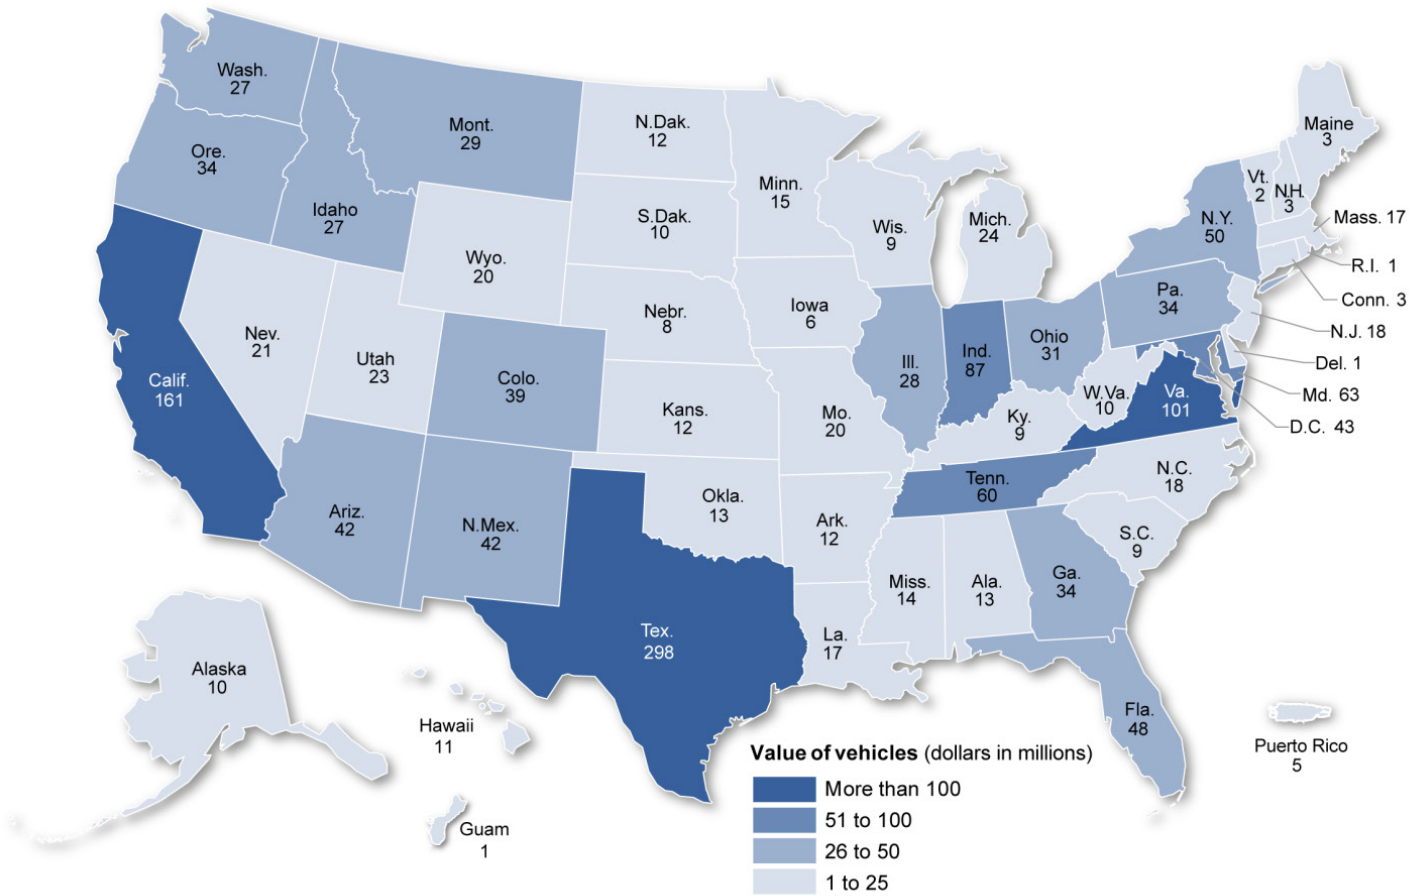 Wash.
27
Mont.
29
N.Dak.
12
Minn.
15
Maine
3
Ore.
34
Idaho
27
S.Dak.
10
Wis.
9
Mich.
24
Vt.
2
N.H.
3
N.Y.
50
Mass. 17
R.I. 1
Conn. 3
N.J. 18
Del. 1
Md. 63
D.C. 43
Wyo.
20
Nebr.
8
Iowa
6
Pa.
34
Nev.
21
Utah
23
Colo.
39
Ill.
28
Ind.
87
Ohio
31
Calif.
161
Kans.
12
Mo.
20
Ky.
9
W.Va.
10
Va.
101
Ariz.
42
N.Mex.
42
Okla.
13
Ark.
12
Tenn.
60
N.C.
18
S.C.
9
Tex.
298
La.
17
Miss.
14
Ala.
13
Ga.
34
Fla.
48
Alaska
10
Hawaii
11
Guam
1
Puerto Rico
5
Value of vehicles (dollars in millions)
More than 100
51 to 100
26 to 50
1 to 25